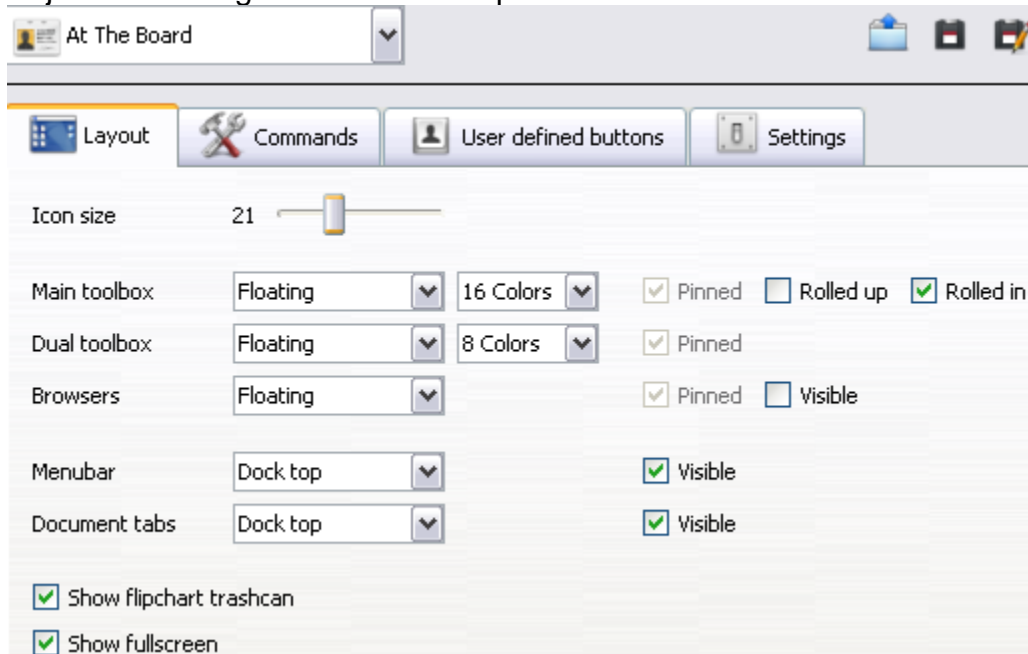 At The Board
Layout Commands User defined buttons Settings
Icon size 21
Main toolbox Floating 16 Colors Pinned Rolled up Rolled in
Dual toolbox Floating 8 Colors Pinned
Browsers Floating Pinned Visible
Menubar Dock top Visible
Document tabs Dock top Visible
Show flipchart trashcan
Show fullscreen